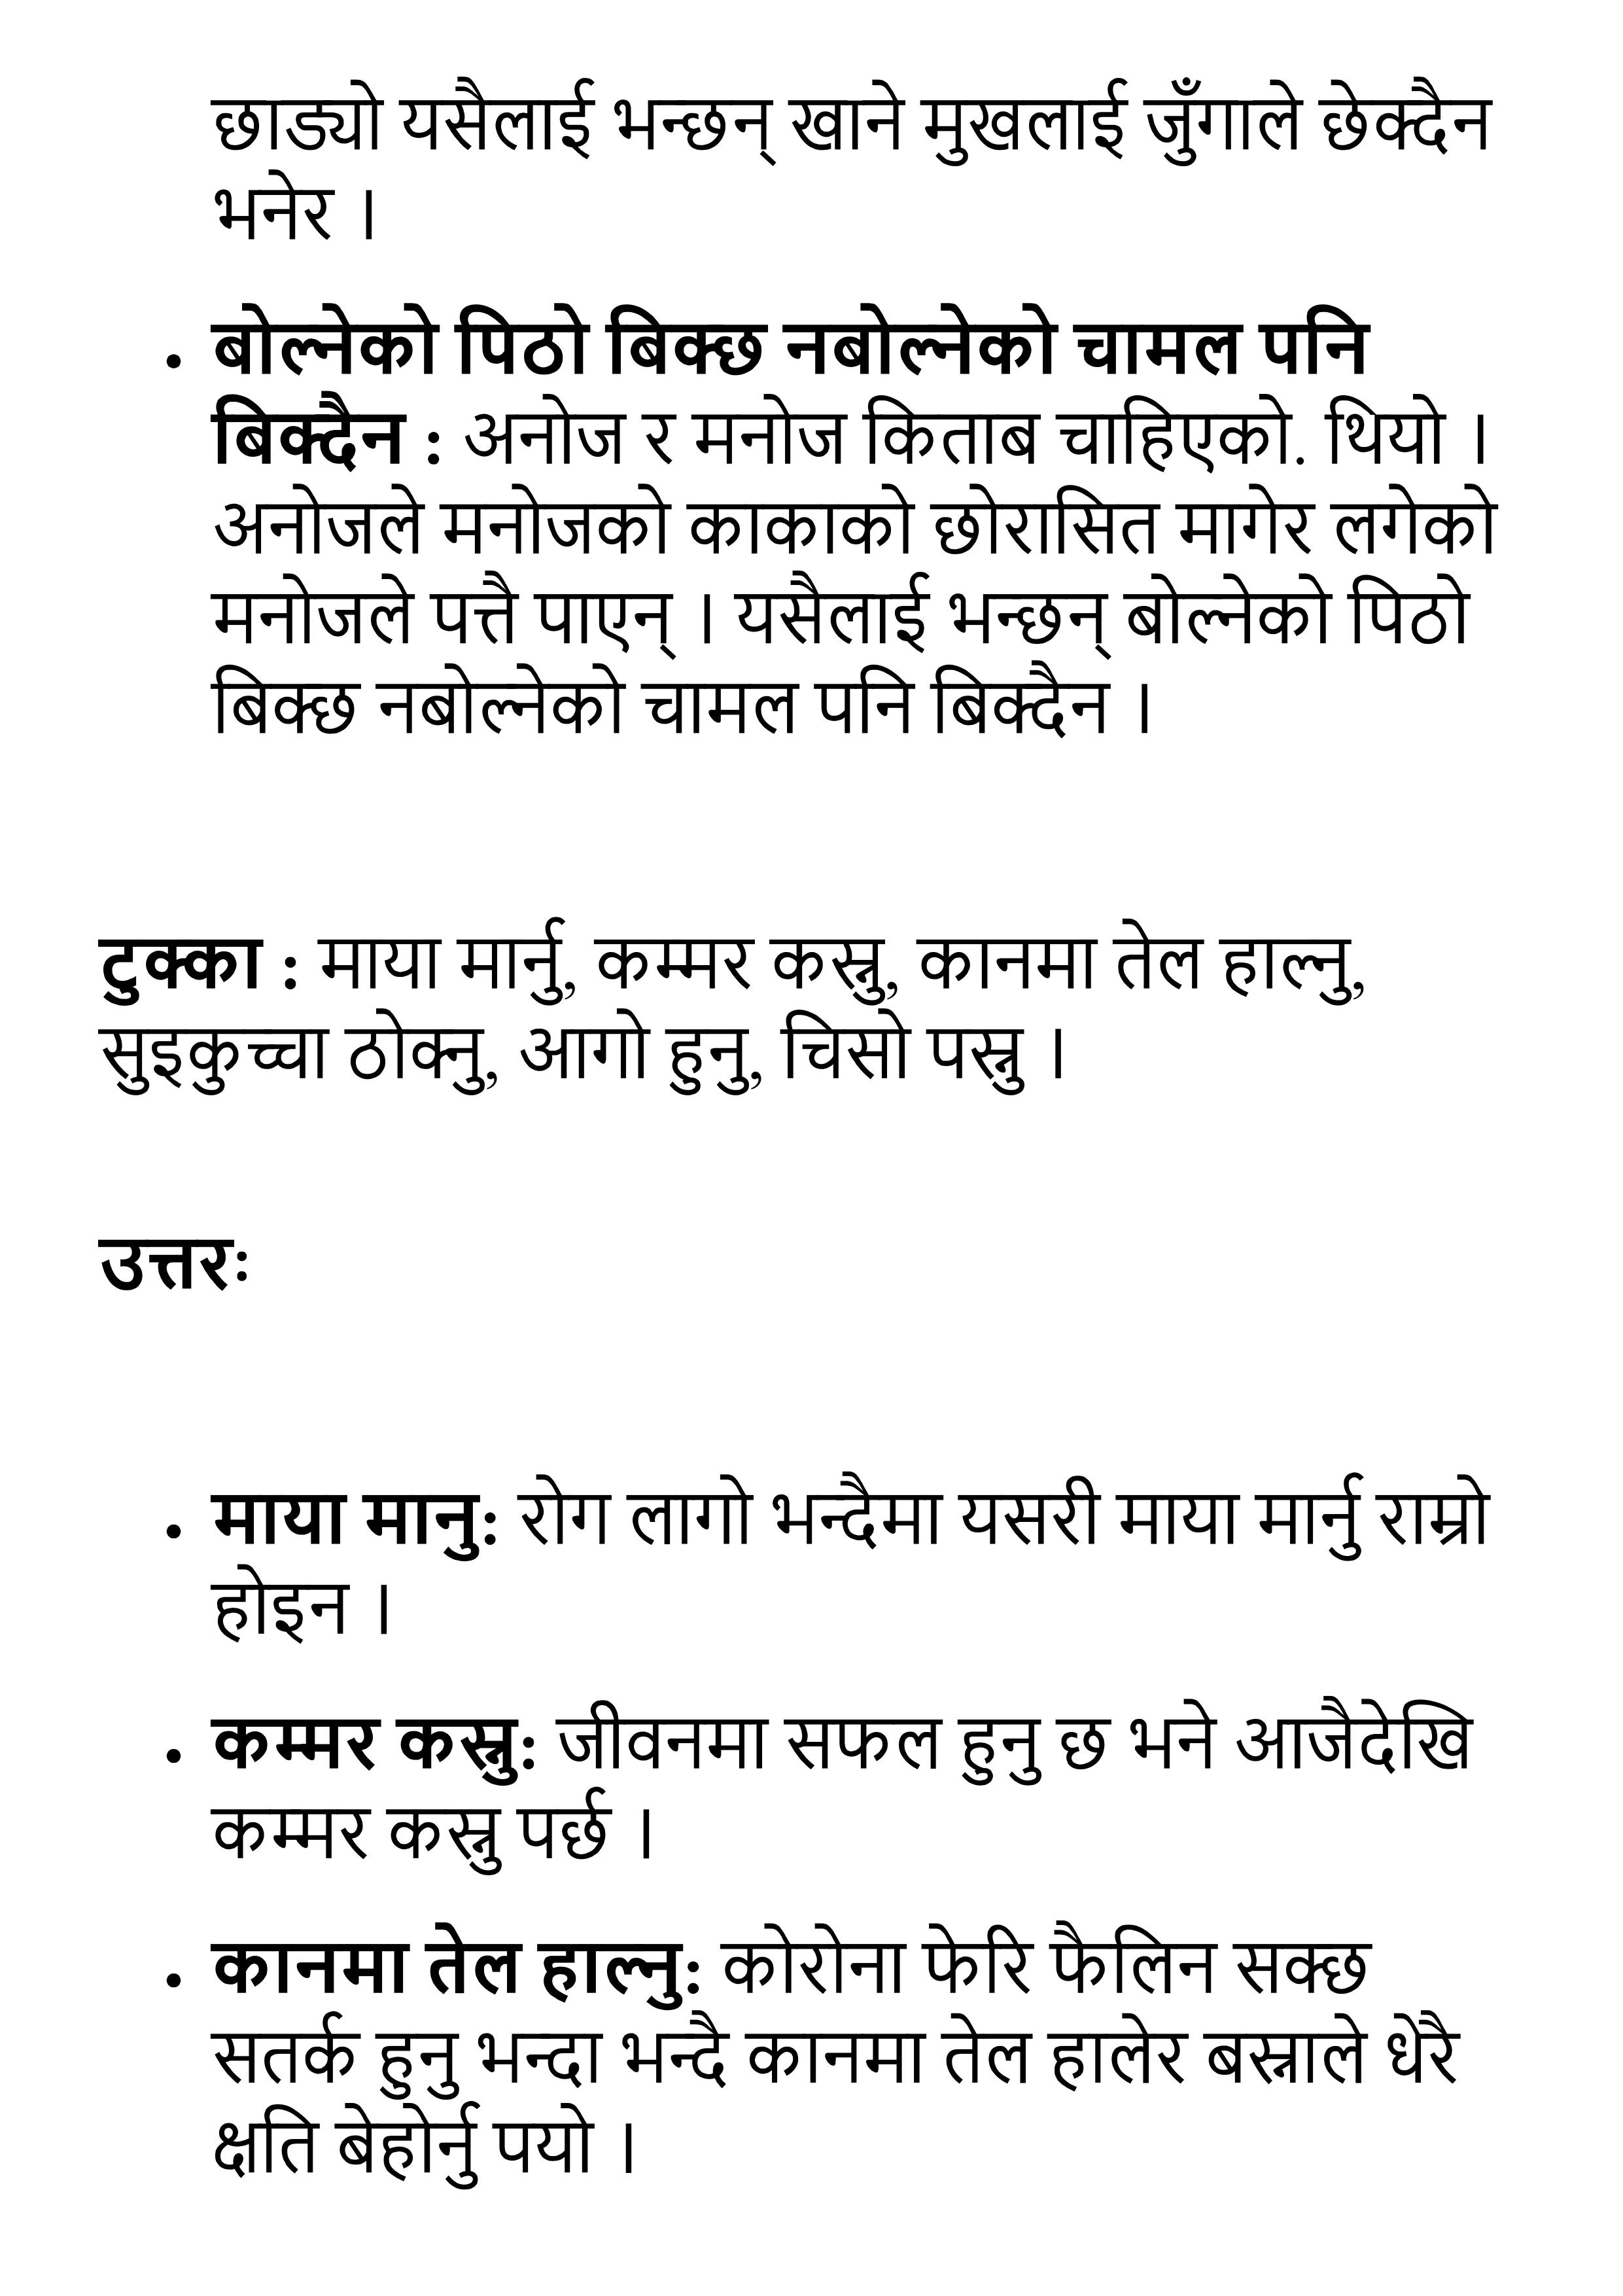 छाड्यो यसैलाई भन्छन् खाने मुखलाई जुँगाले छेक्दैन
भनेर ।
• बोल्नेको पिठो बिक्छ नबोल्नेको चामल पनि
बिक्दैन : अनोज र मनोज किताब चाहिएको. थियो ।
अनोजले मनोजको काकाको छोरासित मागेर लगेको
मनोजले पत्तै पाएन् । यसैलाई भन्छन् बोल्नेको पिठो
बिक्छ नबोल्नेको चामल पनि बिक्दैन ।
टुक्का : माया मार्नु, कम्मर कस्नु, कानमा तेल हाल्नु,
सुइकुच्चा ठोक्नु, आगो हुनु, चिसो पस्नु ।
उत्तरः
• माया मानु: रोग लागो भन्दैमा यसरी माया मार्नु राम्रो
होइन ।
• कम्मर कस्नु: जीवनमा सफल हुनु छ भने आजैदेखि
कम्मर कस्नु पर्छ ।
• कानमा तेल हाल्नु: कोरोना फेरि फैलिन सक्छ
सतर्क हुनु भन्दा भन्दै कानमा तेल हालेर बस्नाले धेरै
क्षति बेहोर्नु पयो ।